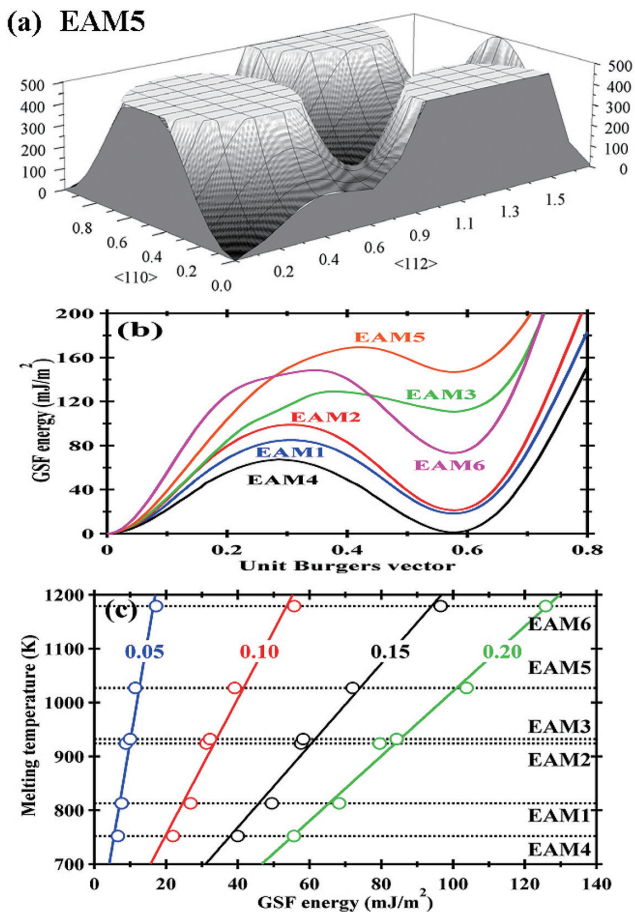 (a) EAM5
500
400
300
200
100
0
500
400
300
200
100
0
0.8
0.6
0.4
0.2
0.0
<110>
0.2
0.4
0.6
0.9
1.1
1.3
1.5
<112>
(b)
200
160
120
80
40
0
GSF energy (mJ/m²)
EAM5
EAM3
EAM2
EAM1
EAM6
EAM4
0 0.2 0.4 0.6 0.8
Unit Burgers vector
(c)
1200
1100
1000
900
800
700
Melting temperature (K)
0.05 0.10 0.15 0.20
EAM6
EAM5
EAM3
EAM2
EAM1
EAM4
0 20 40 60 80 100 120 140
GSF energy (mJ/m²)